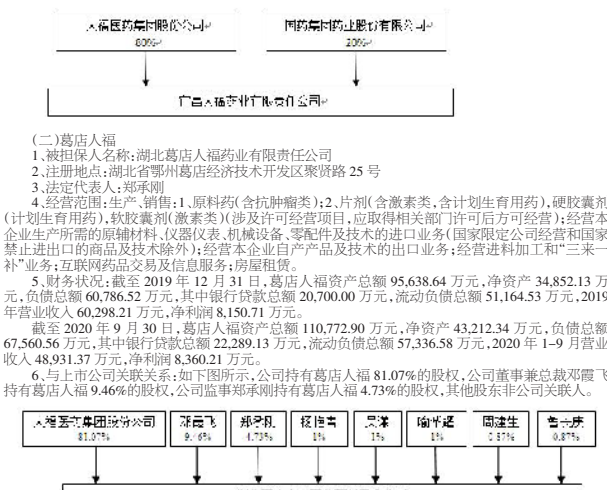 人福医药集团股份公司 国药集团药业股份有限公司
80% 20%
宜昌人福药业有限责任公司
(二)葛店人福
1、被担保人名称:湖北葛店人福药业有限责任公司
2、注册地点:湖北省鄂州葛店经济技术开发区聚贤路 25 号
3、法定代表人:郑承刚
4、经营范围:生产、销售:1、原料药(含抗肿瘤类);2、片剂(含激素类,含计划生育用药),硬胶囊剂
(计划生育用药),软胶囊剂(激素类)(涉及许可经营项目,应取得相关部门许可后方可经营);经营本
企业生产所需的原辅材料、仪器仪表、机械设备、零配件及技术的进口业务(国家限定公司经营和国家
禁止进出口的商品及技术除外);经营本企业自产产品及技术的出口业务;经营进料加工和“三来一
补”业务;互联网药品交易及信息服务;房屋租赁。
5、财务状况:截至 2019 年 12 月 31 日,葛店人福资产总额 95,638.64 万元,净资产 34,852.13 万
元,负债总额 60,786.52 万元,其中银行贷款总额 20,700.00 万元,流动负债总额 51,164.53 万元,2019
年营业收入 60,298.21 万元,净利润 8,150.71 万元。
截至 2020 年 9 月 30 日,葛店人福资产总额 110,772.90 万元,净资产 43,212.34 万元,负债总额
67,560.56 万元,其中银行贷款总额 22,289.13 万元,流动负债总额 57,336.58 万元,2020 年 1-9 月营业
收入 48,931.37 万元,净利润 8,360.21 万元。
6、与上市公司关联关系:如下图所示,公司持有葛店人福 81.07%的股权,公司董事兼总裁邓霞飞
持有葛店人福 9.46%的股权,公司监事郑承刚持有葛店人福 4.73%的股权,其他股东非公司关联人。
人福医药集团股份公司 邓霞飞 郑承刚 吴谦 周建生
81.07% 9.46% 4.73% 1% 1% 1% 0.87% 0.87%